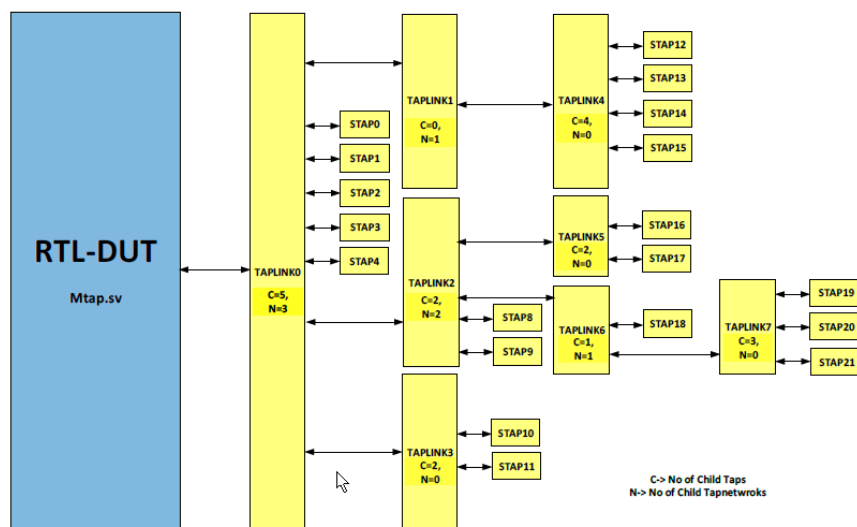 RTL-DUT
Mtap.sv
TAPLINK0
C=5,
N=3
STAP0
STAP1
STAP2
STAP3
STAP4
TAPLINK1
C=0,
N=1
TAPLINK2
C=2,
N=2
STAP8
STAP9
TAPLINK3
C=2,
N=0
STAP10
STAP11
TAPLINK4
C=4,
N=0
STAP12
STAP13
STAP14
STAP15
TAPLINK5
C=2,
N=0
STAP16
STAP17
TAPLINK6
C=1,
N=1
STAP18
TAPLINK7
C=3,
N=0
STAP19
STAP20
STAP21
C-> No of Child Taps
N-> No of Child Tapnetwroks